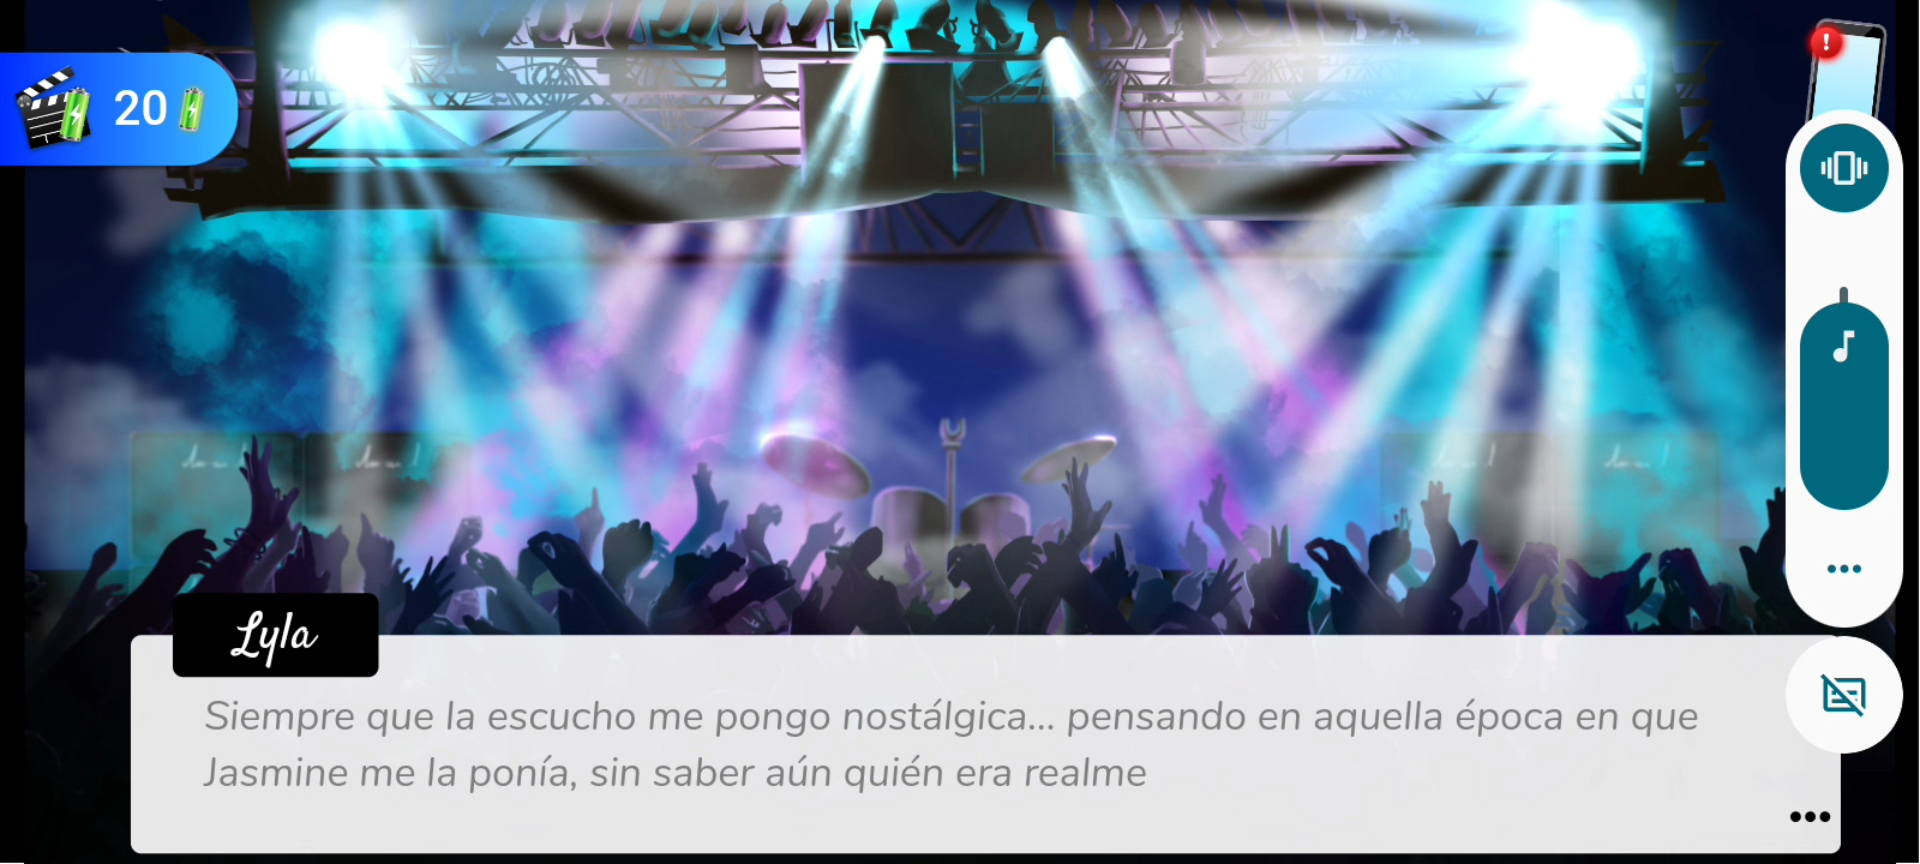 20
Lyla
Siempre que la escucho me pongo nostálgica... pensando en aquella época en que
Jasmine me la ponía, sin saber aún quién era realme